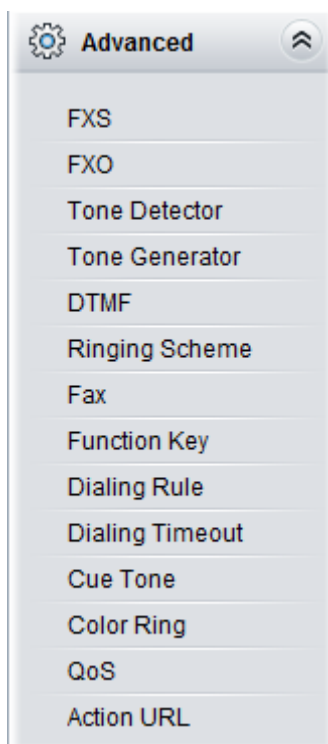 Advanced
FXS
FXO
Tone Detector
Tone Generator
DTMF
Ringing Scheme
Fax
Function Key
Dialing Rule
Dialing Timeout
Cue Tone
Color Ring
QoS
Action URL